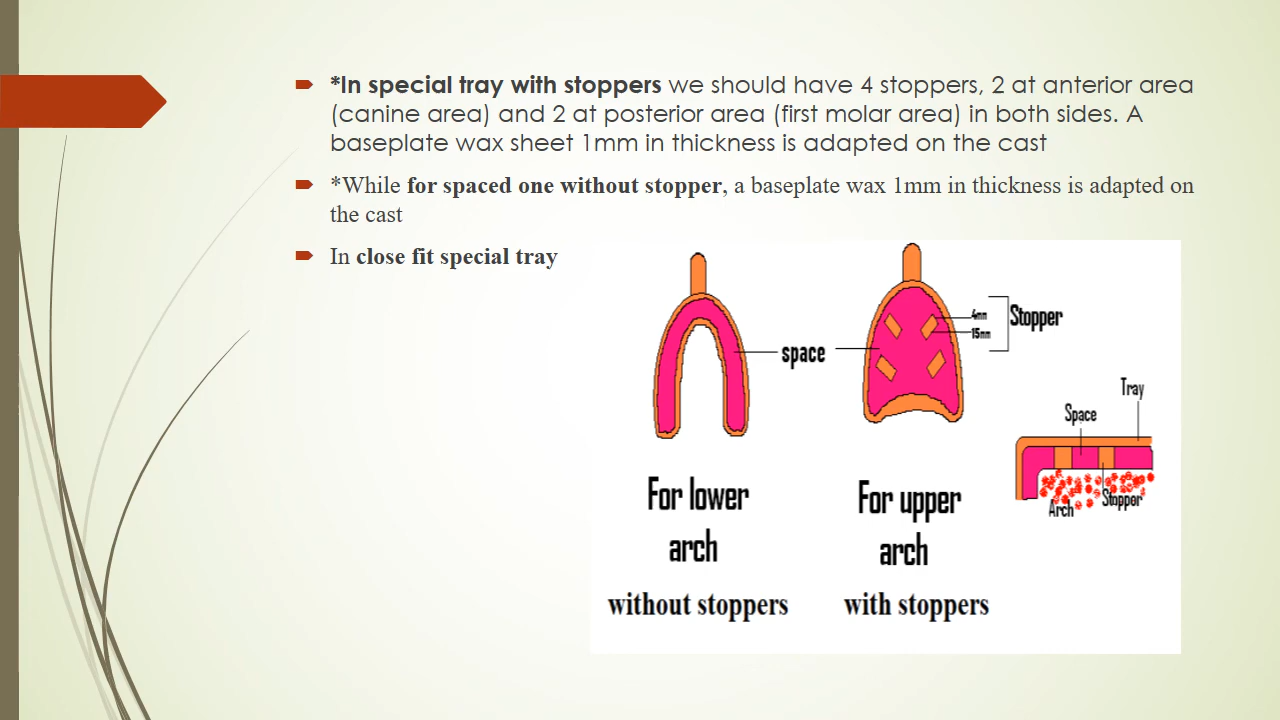 *In special tray with stoppers we should have 4 stoppers, 2 at anterior area
(canine area) and 2 at posterior area (first molar area) in both sides. A
baseplate wax sheet 1mm in thickness is adapted on the cast
*While for spaced one without stopper, a baseplate wax 1mm in thickness is adapted on
the cast
In close fit special tray
4mm
15mm
Stopper
space
Tray
Space
Arch
Stopper
For lower
arch
without stoppers
For upper
arch
with stoppers